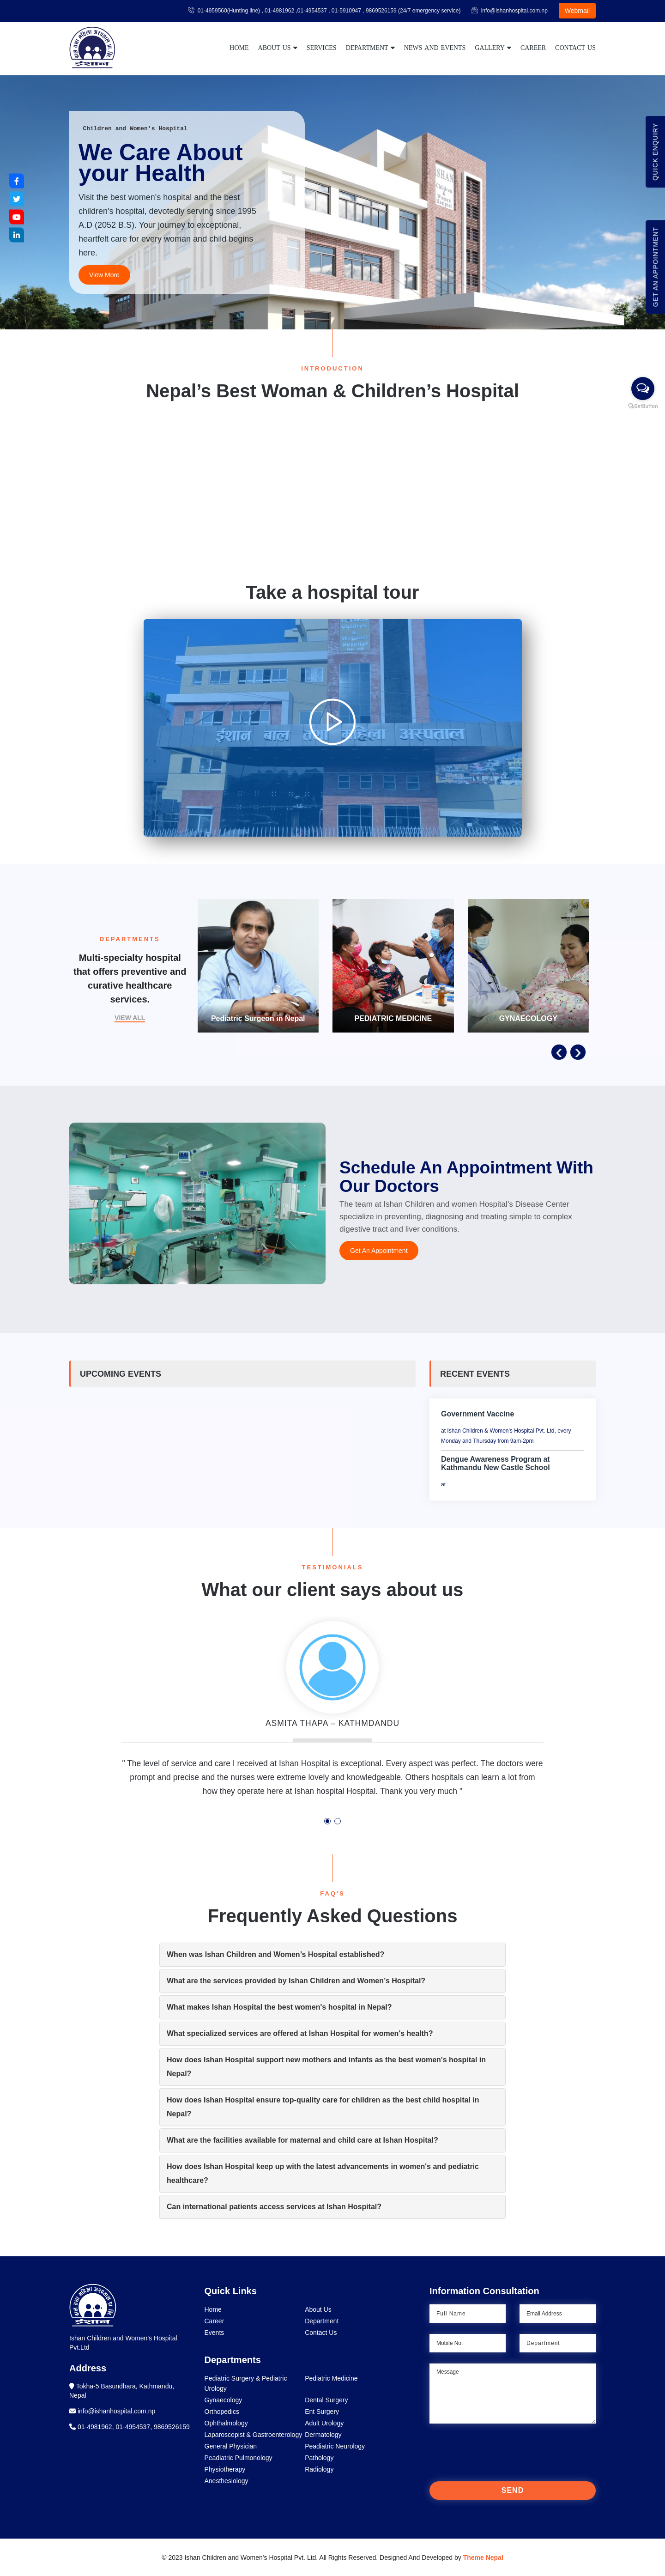 01-4959560(Hunting line) , 01-4981962 ,01-4954537 , 01-5910947 , 9869526159 (24/7 emergency service)
info@ishanhospital.com.np
Webmail
HOME
ABOUT US
SERVICES
DEPARTMENT
NEWS AND EVENTS
GALLERY
CAREER
CONTACT US
ईशान
QUICK ENQUIRY
GET AN APPOINTMENT
Children and Women's Hospital
We Care About
your Health
Visit the best women's hospital and the best
children's hospital, devotedly serving since 1995
A.D (2052 B.S). Your journey to exceptional,
heartfelt care for every woman and child begins
here.
View More
INTRODUCTION
Nepal's Best Woman & Children's Hospital
GetButton
Take a hospital tour
ईशान बाल तथा महिला अस्पताल
DEPARTMENTS
Multi-specialty hospital
that offers preventive and
curative healthcare
services.
VIEW ALL
Pediatric Surgeon in Nepal
PEDIATRIC MEDICINE
GYNAECOLOGY
Schedule An Appointment With
Our Doctors
The team at Ishan Children and women Hospital's Disease Center
specialize in preventing, diagnosing and treating simple to complex
digestive tract and liver conditions.
Get An Appointment
UPCOMING EVENTS
RECENT EVENTS
Government Vaccine
at Ishan Children & Women's Hospital Pvt. Ltd, every
Monday and Thursday from 9am-2pm
Dengue Awareness Program at
Kathmandu New Castle School
at
TESTIMONIALS
What our client says about us
ASMITA THAPA – KATHMDANDU
" The level of service and care I received at Ishan Hospital is exceptional. Every aspect was perfect. The doctors were
prompt and precise and the nurses were extreme lovely and knowledgeable. Others hospitals can learn a lot from
how they operate here at Ishan hospital Hospital. Thank you very much "
FAQ'S
Frequently Asked Questions
When was Ishan Children and Women's Hospital established?
What are the services provided by Ishan Children and Women's Hospital?
What makes Ishan Hospital the best women's hospital in Nepal?
What specialized services are offered at Ishan Hospital for women's health?
How does Ishan Hospital support new mothers and infants as the best women's hospital in
Nepal?
How does Ishan Hospital ensure top-quality care for children as the best child hospital in
Nepal?
What are the facilities available for maternal and child care at Ishan Hospital?
How does Ishan Hospital keep up with the latest advancements in women's and pediatric
healthcare?
Can international patients access services at Ishan Hospital?
ईशान
Ishan Children and Women's Hospital
Pvt.Ltd
Address
Tokha-5 Basundhara, Kathmandu,
Nepal
info@ishanhospital.com.np
01-4981962, 01-4954537, 9869526159
Quick Links
Home
About Us
Career
Department
Events
Contact Us
Departments
Pediatric Surgery & Pediatric
Urology
Pediatric Medicine
Gynaecology
Dental Surgery
Orthopedics
Ent Surgery
Ophthalmology
Adult Urology
Laparoscopist & Gastroenterology
Dermatology
General Physician
Peadiatric Neurology
Peadiatric Pulmonology
Pathology
Physiotherapy
Radiology
Anesthesiology
Information Consultation
Full Name
Email Address
Mobile No.
Department
Message
SEND
© 2023 Ishan Children and Women's Hospital Pvt. Ltd. All Rights Reserved. Designed And Developed by Theme Nepal